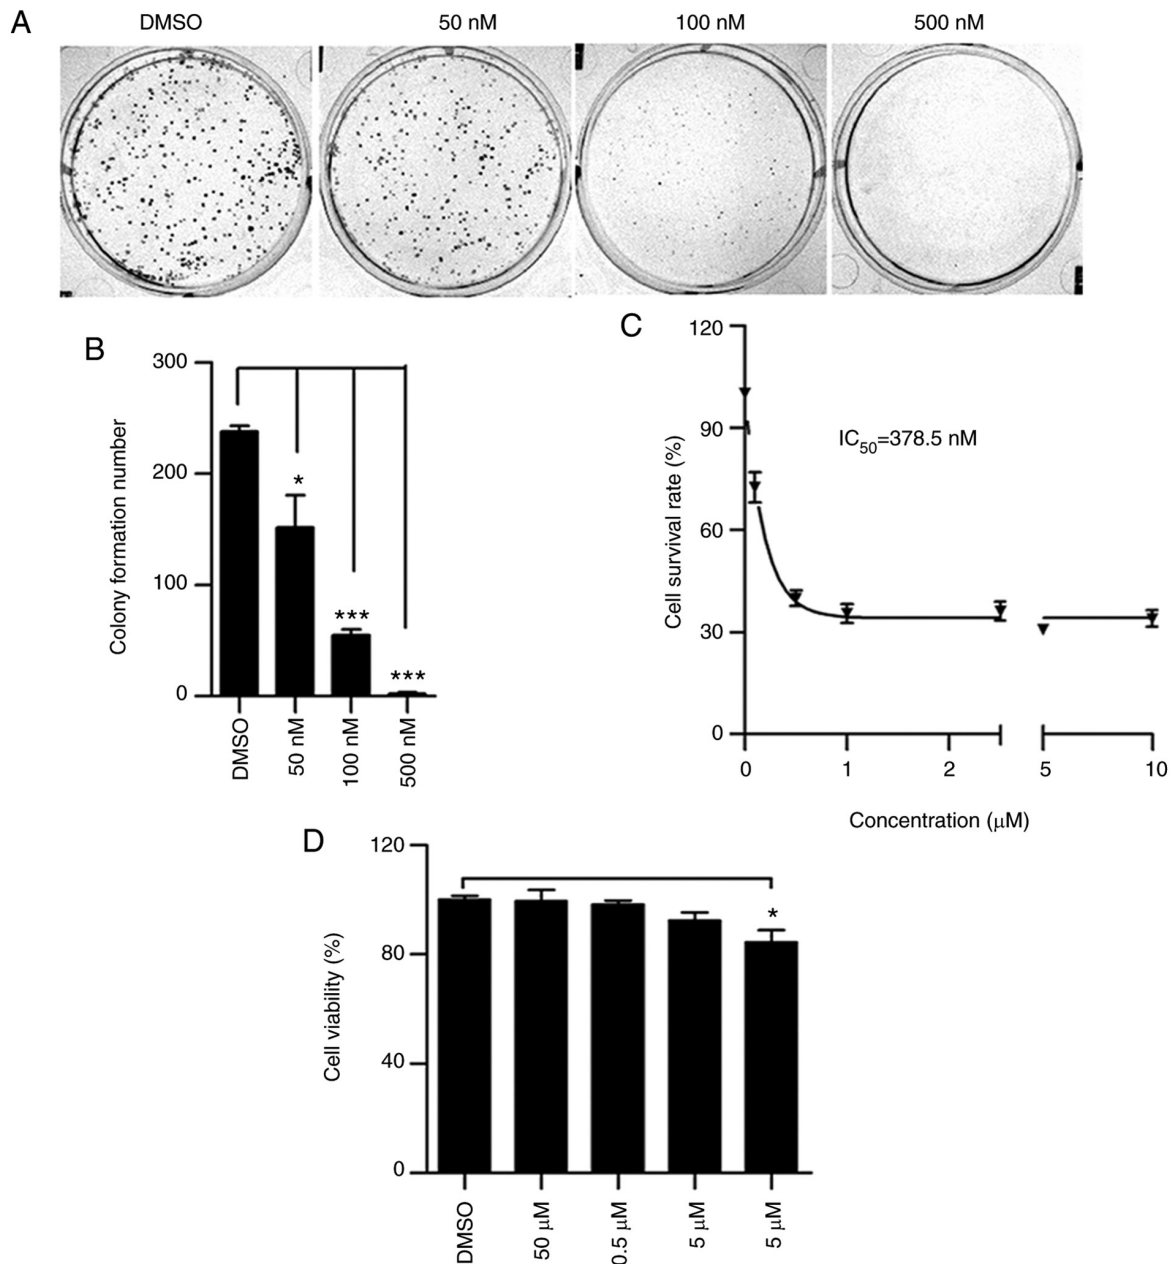 A
DMSO
50 nM
100 nM
500 nM
B
300
200
100
0
Colony formation number
*
***
***
DMSO
50 nM
100 nM
500 nM
C
120
90
60
30
0
Cell survival rate (%)
IC50=378.5 nM
0
1
2
5
10
Concentration (μM)
D
120
80
40
0
Cell viability (%)
*
DMSO
50 μM
0.5 μM
5 μM
5 μM